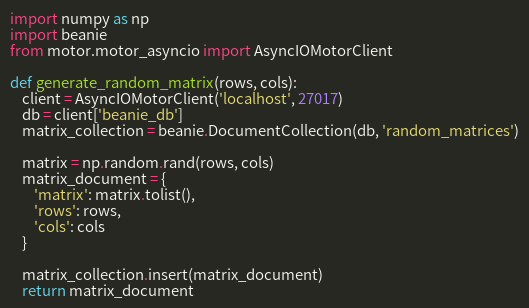 import numpy as np
import beanie
from motor.motor_asyncio import AsyncIOMotorClient

def generate_random_matrix(rows, cols):
    client = AsyncIOMotorClient('localhost', 27017)
    db = client['beanie_db']
    matrix_collection = beanie.DocumentCollection(db, 'random_matrices')

    matrix = np.random.rand(rows, cols)
    matrix_document = {
        'matrix': matrix.tolist(),
        'rows': rows,
        'cols': cols
    }

    matrix_collection.insert(matrix_document)
    return matrix_document